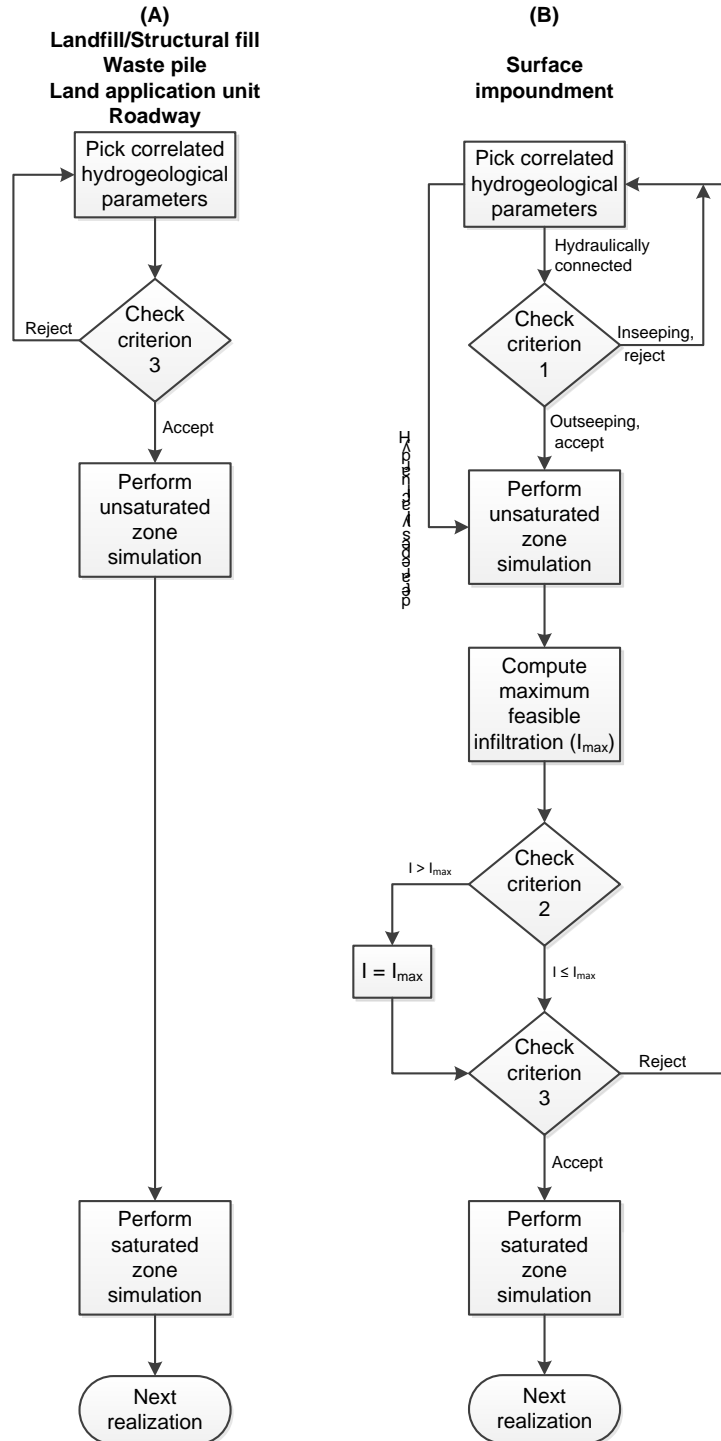 (A)
Landfill/Structural fill
Waste pile
Land application unit
Roadway
Pick correlated
hydrogeological
parameters
Reject
Check
criterion
3
Accept
Perform
unsaturated
zone
simulation
Perform
saturated
zone
simulation
Next
realization
(B)
Surface
impoundment
Pick correlated
hydrogeological
parameters
Hydraulically
connected
Check
criterion
1
Inseeping,
reject
Outseeping,
accept
Hydraulically separated
Perform
unsaturated
zone
simulation
Compute
maximum
feasible
infiltration (Imax)
Check
criterion
2
I > Imax
I = Imax
I ≤ Imax
Check
criterion
3
Reject
Accept
Perform
saturated
zone
simulation
Next
realization